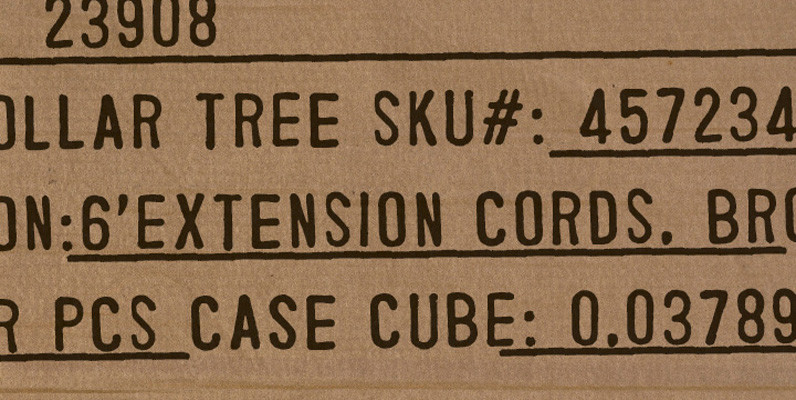 23908
OLLAR TREE SKU#: 457234
ON:6'EXTENSION CORDS. BRO
R PCS CASE CUBE: 0.03789